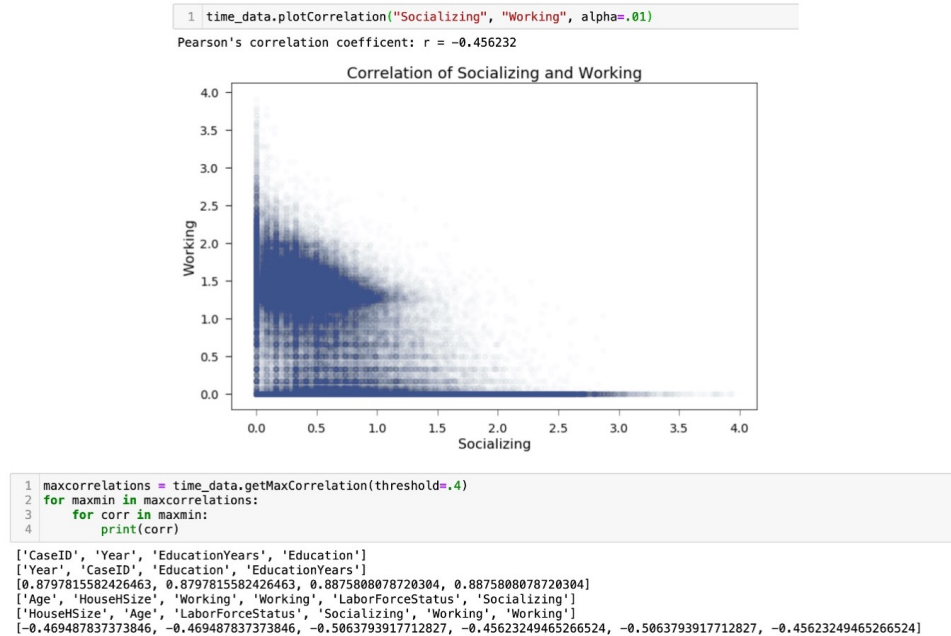 1 time_data.plotCorrelation("Socializing", "Working", alpha=.01)
Pearson's correlation coefficent: r = -0.456232
Correlation of Socializing and Working
4.0
3.5
3.0
2.5
2.0
1.5
1.0
0.5
0.0
Working
0.0 0.5 1.0 1.5 2.0 2.5 3.0 3.5 4.0
Socializing
1 maxcorrelations = time_data.getMaxCorrelation(threshold=.4)
2 for maxmin in maxcorrelations:
3     for corr in maxmin:
4         print(corr)
['CaseID', 'Year', 'EducationYears', 'Education']
['Year', 'CaseID', 'Education', 'EducationYears']
[0.8797815582426463, 0.8797815582426463, 0.8875808078720304, 0.8875808078720304]
['Age', 'HouseHSize', 'Working', 'Working', 'LaborForceStatus', 'Socializing']
['HouseHSize', 'Age', 'LaborForceStatus', 'Socializing', 'Working', 'Working']
[-0.469487837373846, -0.469487837373846, -0.5063793917712827, -0.45623249465266524, -0.5063793917712827, -0.45623249465266524]